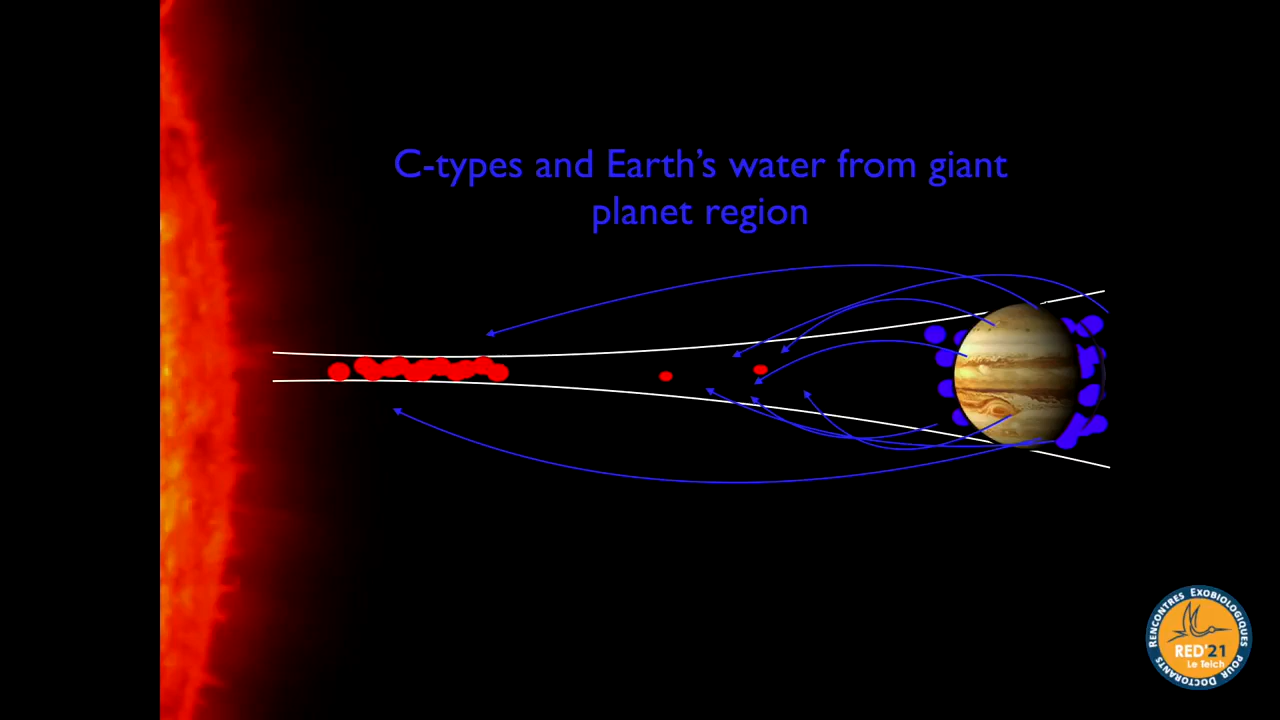 C-types and Earth's water from giant
planet region
RENCONTRES EXOBIOLOGIQUES
POUR DOCTORANTS
RED'21
Le Teich